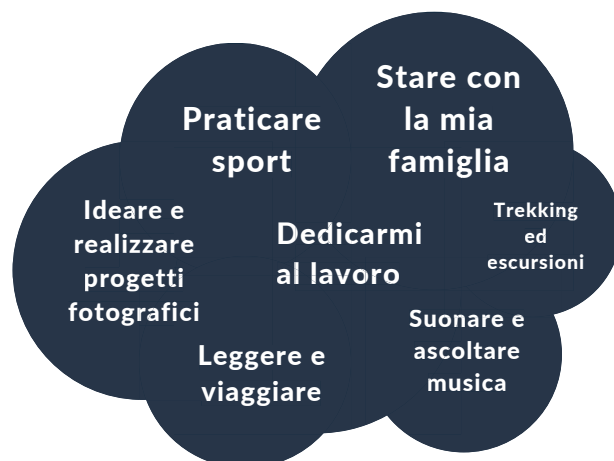 Stare con
la mia
famiglia
Praticare
sport
Ideare e
realizzare
progetti
fotografici
Dedicarmi
al lavoro
Trekking
ed
escursioni
Leggere e
viaggiare
Suonare e
ascoltare
musica